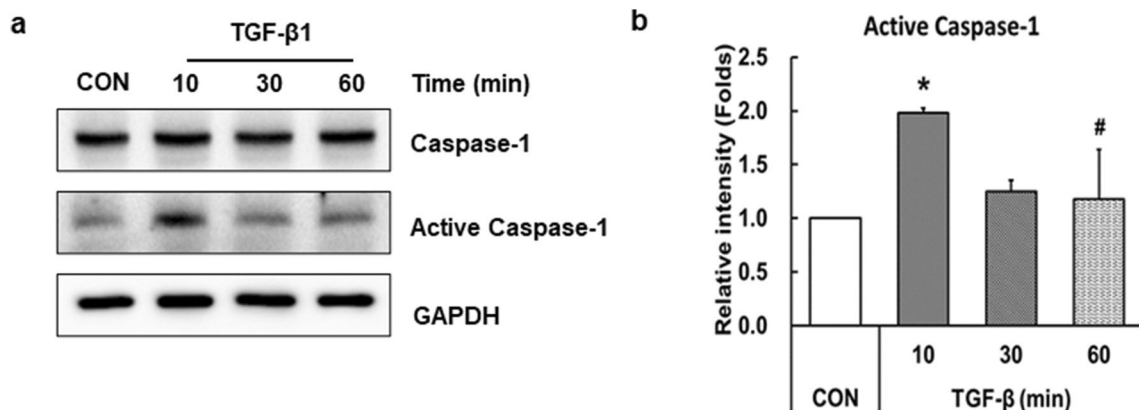 a
TGF-β1
CON 10 30 60 Time (min)
Caspase-1
Active Caspase-1
GAPDH
b
Active Caspase-1
Relative intensity (Folds)
2.5
2.0
1.5
1.0
0.5
0.0
*
#
10 30 60
CON TGF-β (min)